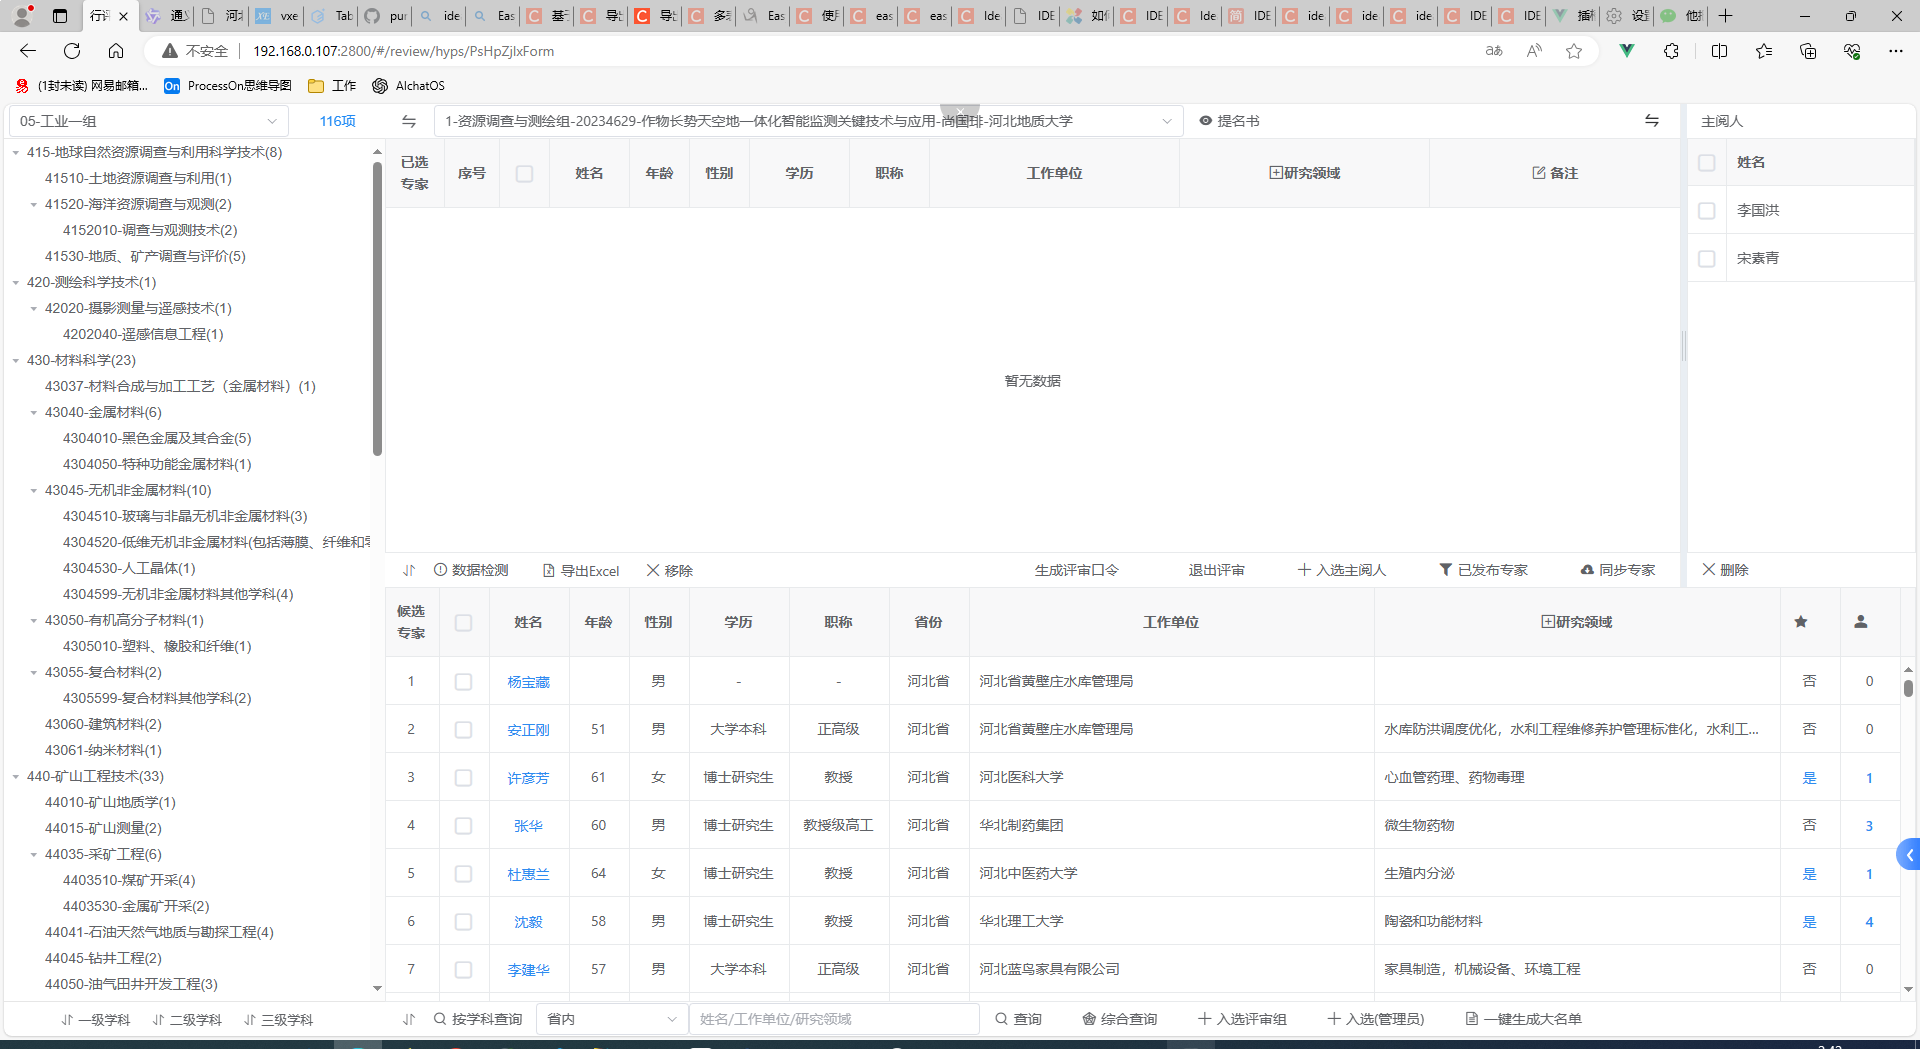 行评
通义
河北
vxe
Tab
pur
ide
Eas
基于
导出
导出
多表
Eas
使用
eas
eas
Ide
IDE
如何
IDE
Ide
IDE
ide
ide
ide
IDE
IDE
插槽
设置
不安全
192.168.0.107:2800/#/review/hyps/PsHpZjlxForm
(1封未读) 网易邮箱...
On ProcessOn思维导图
工作
AIchatOS
05-工业一组
116项
1-资源调查与测绘组-20234629-作物长势天空地一体化智能监测关键技术与应用-尚国琲-河北地质大学
提名书
主阅人
415-地球自然资源调查与利用科学技术(8)
41510-土地资源调查与利用(1)
41520-海洋资源调查与观测(2)
4152010-调查与观测技术(2)
41530-地质、矿产调查与评价(5)
420-测绘科学技术(1)
42020-摄影测量与遥感技术(1)
4202040-遥感信息工程(1)
430-材料科学(23)
43037-材料合成与加工工艺（金属材料）(1)
43040-金属材料(6)
4304010-黑色金属及其合金(5)
4304050-特种功能金属材料(1)
43045-无机非金属材料(10)
4304510-玻璃与非晶无机非金属材料(3)
4304520-低维无机非金属材料(包括薄膜、纤维和零
4304530-人工晶体(1)
4304599-无机非金属材料其他学科(4)
43050-有机高分子材料(1)
4305010-塑料、橡胶和纤维(1)
43055-复合材料(2)
4305599-复合材料其他学科(2)
43060-建筑材料(2)
43061-纳米材料(1)
440-矿山工程技术(33)
44010-矿山地质学(1)
44015-矿山测量(2)
44035-采矿工程(6)
4403510-煤矿开采(4)
4403530-金属矿开采(2)
44041-石油天然气地质与勘探工程(4)
44045-钻井工程(2)
44050-油气田井开发工程(3)
一级学科 二级学科 三级学科
已选专家 序号 姓名 年龄 性别 学历 职称 工作单位 研究领域 备注
暂无数据
姓名
李国洪
宋素青
数据检测 导出Excel 移除 生成评审口令 退出评审 入选主阅人 已发布专家 同步专家
删除
候选专家 姓名 年龄 性别 学历 职称 省份 工作单位 研究领域
1 杨宝藏 男 - - 河北省 河北省黄壁庄水库管理局 否 0
2 安正刚 51 男 大学本科 正高级 河北省 河北省黄壁庄水库管理局 水库防洪调度优化，水利工程维修养护管理标准化，水利工... 否 0
3 许彦芳 61 女 博士研究生 教授 河北省 河北医科大学 心血管药理、药物毒理 是 1
4 张华 60 男 博士研究生 教授级高工 河北省 华北制药集团 微生物药物 否 3
5 杜惠兰 64 女 博士研究生 教授 河北省 河北中医药大学 生殖内分泌 是 1
6 沈毅 58 男 博士研究生 教授 河北省 华北理工大学 陶瓷和功能材料 是 4
7 李建华 57 男 大学本科 正高级 河北省 河北蓝鸟家具有限公司 家具制造，机械设备、环境工程 否 0
按学科查询 省内 姓名/工作单位/研究领域 查询 综合查询 入选评审组 入选(管理员) 一键生成大名单